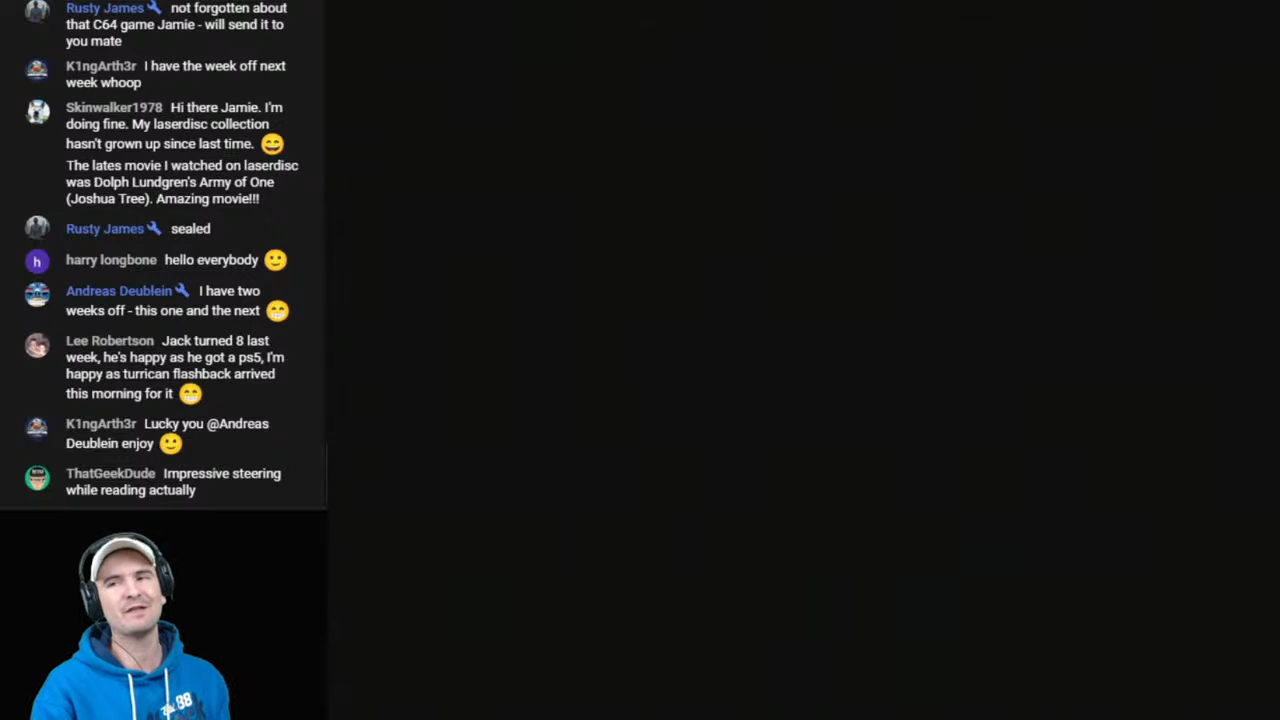 Rusty James not forgotten about
that C64 game Jamie - will send it to
you mate
K1ngArth3r I have the week off next
week whoop
Skinwalker1978 Hi there Jamie. I'm
doing fine. My laserdisc collection
hasn't grown up since last time. 😄
The lates movie I watched on laserdisc
was Dolph Lundgren's Army of One
(Joshua Tree). Amazing movie!!!
Rusty James sealed
h
harry longbone hello everybody 🙂
Andreas Deublein I have two
weeks off - this one and the next 😁
Lee Robertson Jack turned 8 last
week, he's happy as he got a ps5, I'm
happy as turrican flashback arrived
this morning for it 😁
K1ngArth3r Lucky you @Andreas
Deublein enjoy 🙂
ThatGeekDude Impressive steering
while reading actually
88